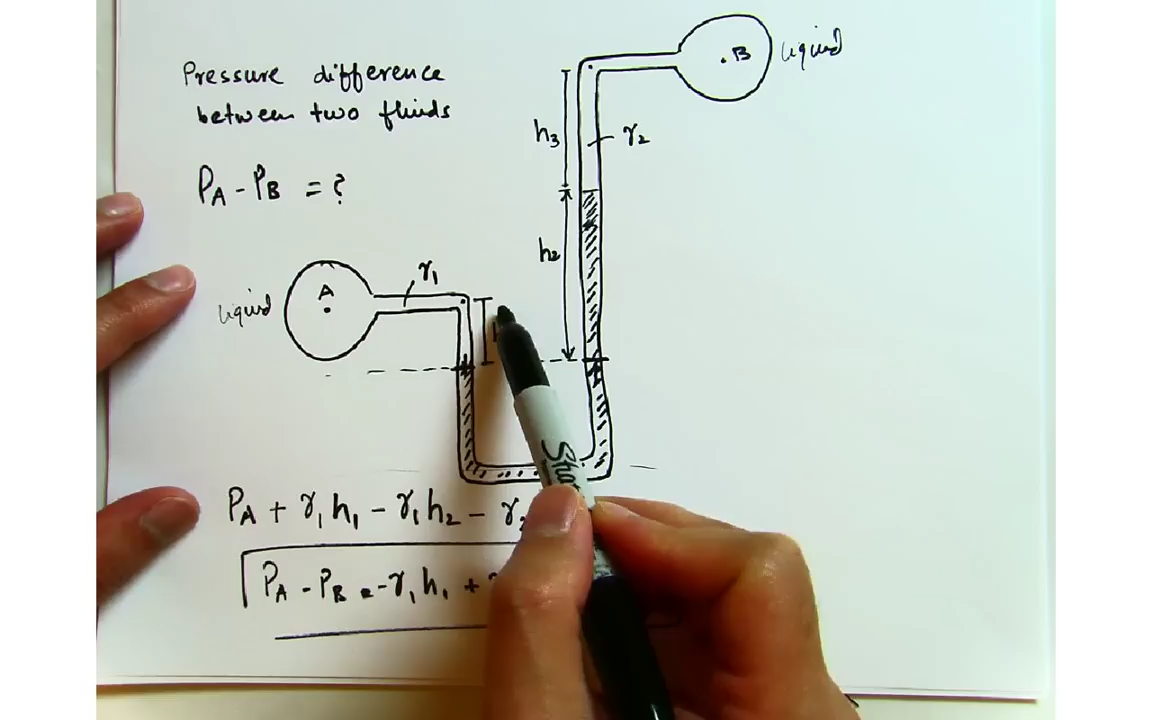 Pressure difference
between two fluids
PA - PB = ?
B
liquid
h3
γ2
h2
A
γ1
liquid
h
PA + γ1 h1 - γ1 h2 - γ2
PA - PB = -γ1 h1 +
Sha